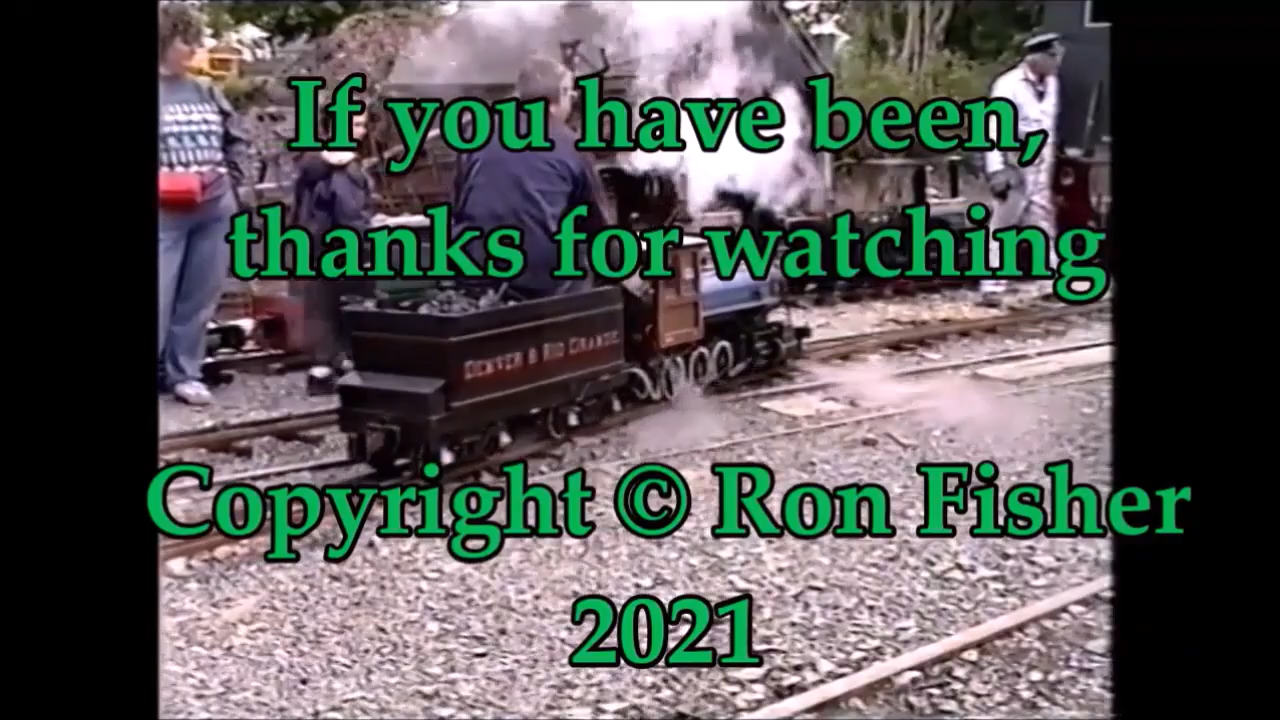 If you have been,
thanks for watching
DENVER & RIO GRANDE
Copyright © Ron Fisher
2021